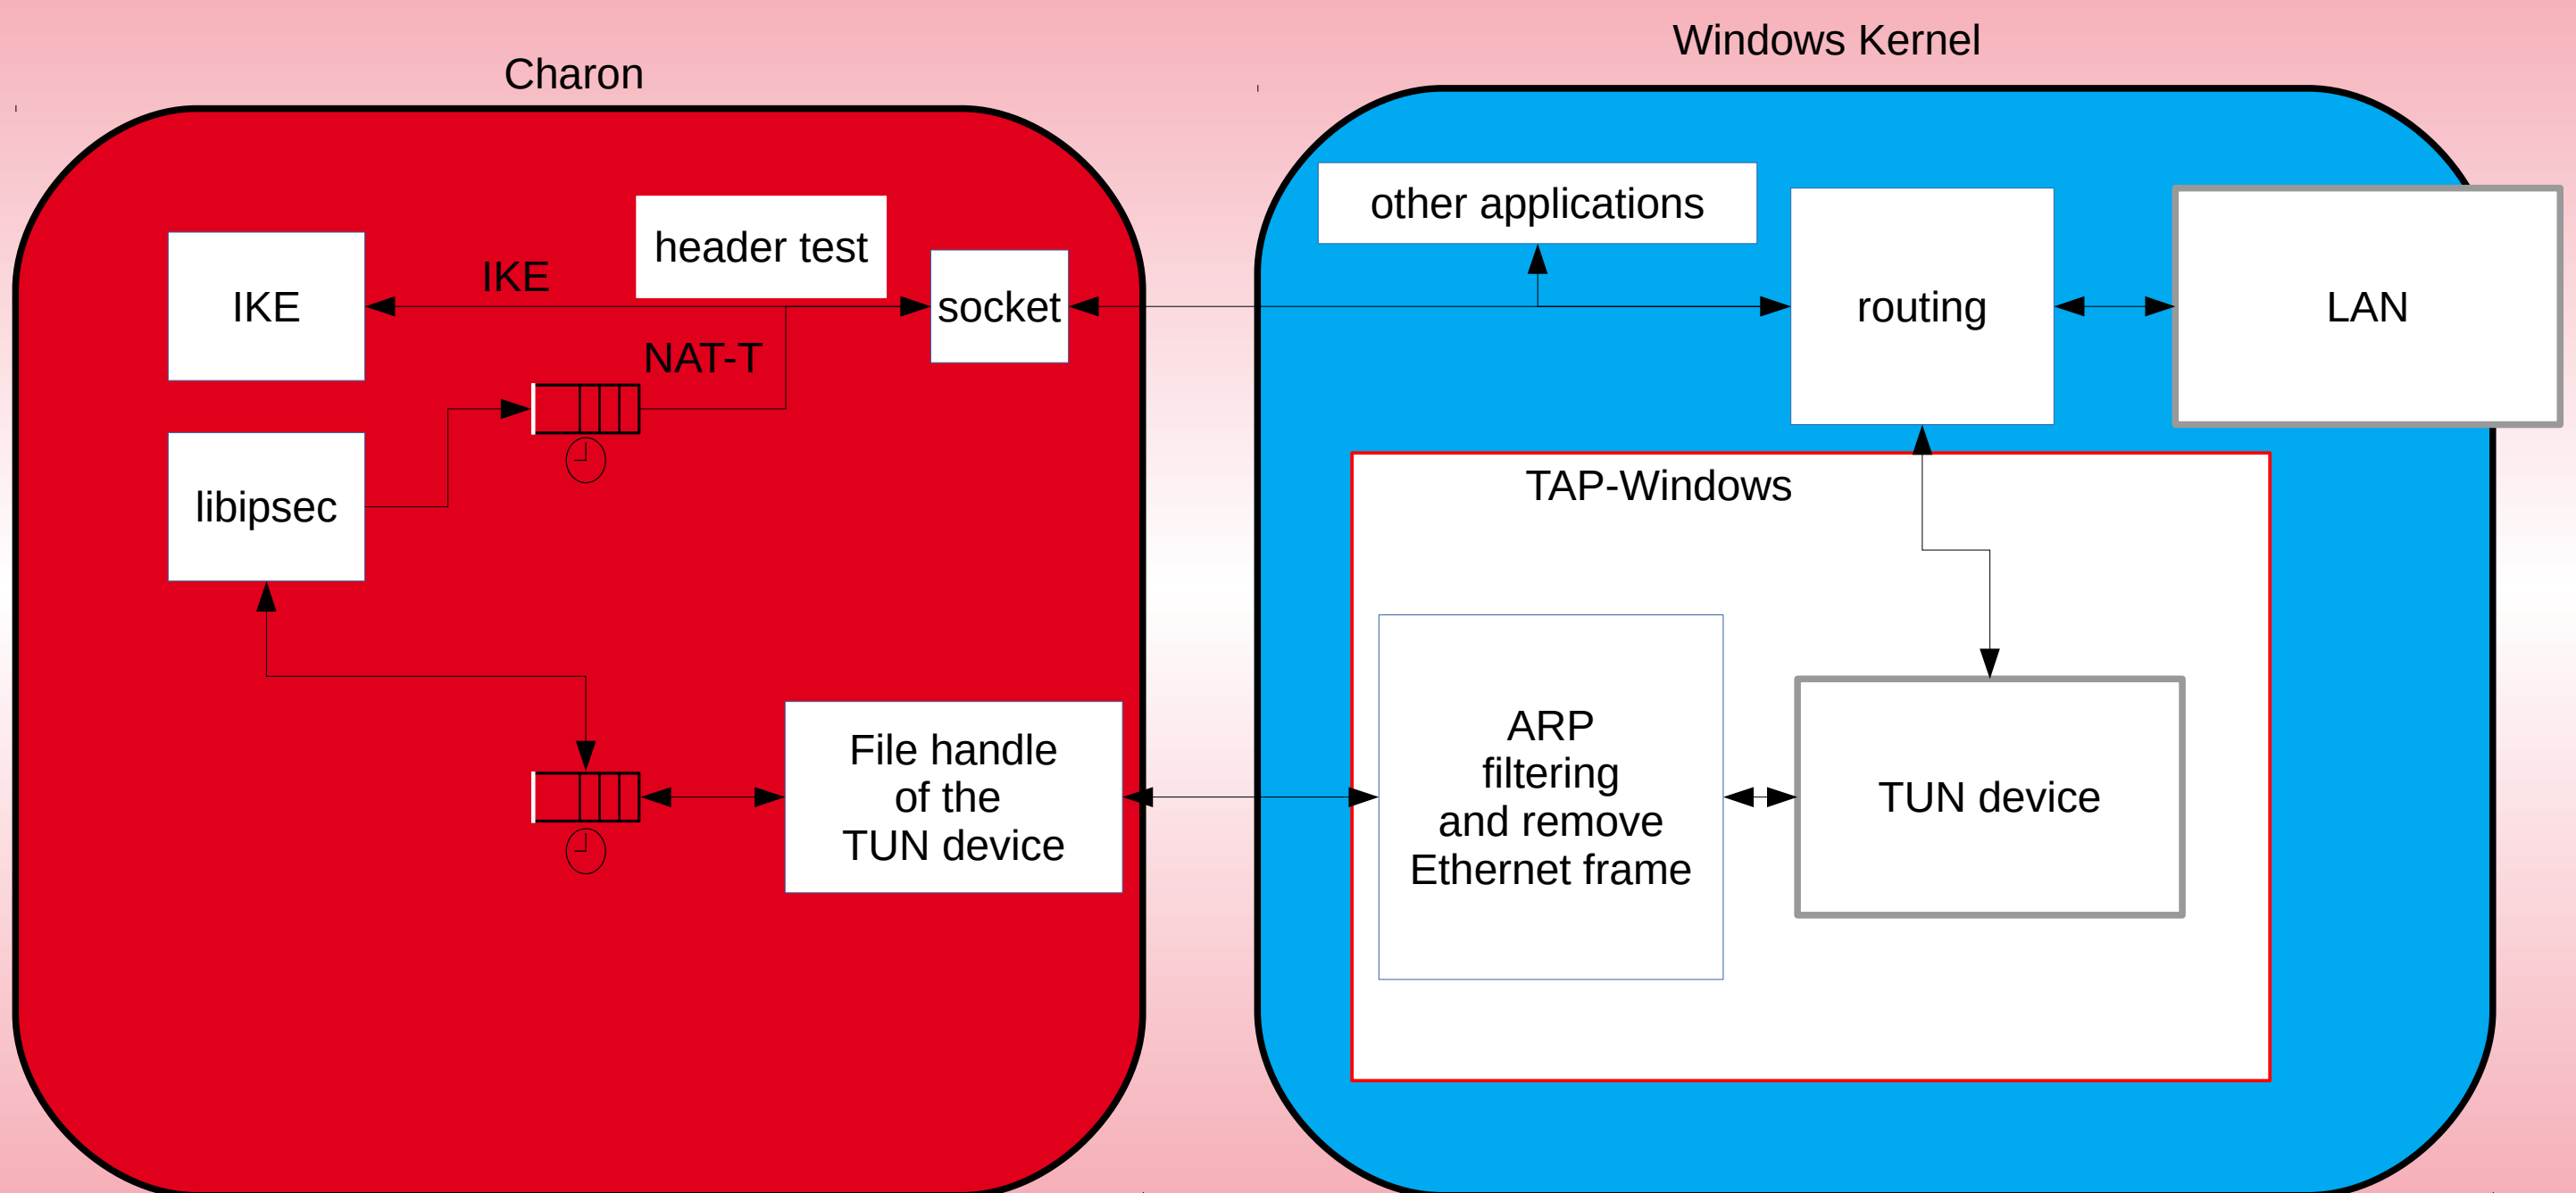 Charon
Windows Kernel
IKE
IKE
header test
socket
NAT-T
libipsec
File handle
of the
TUN device
other applications
routing
LAN
TAP-Windows
ARP
filtering
and remove
Ethernet frame
TUN device